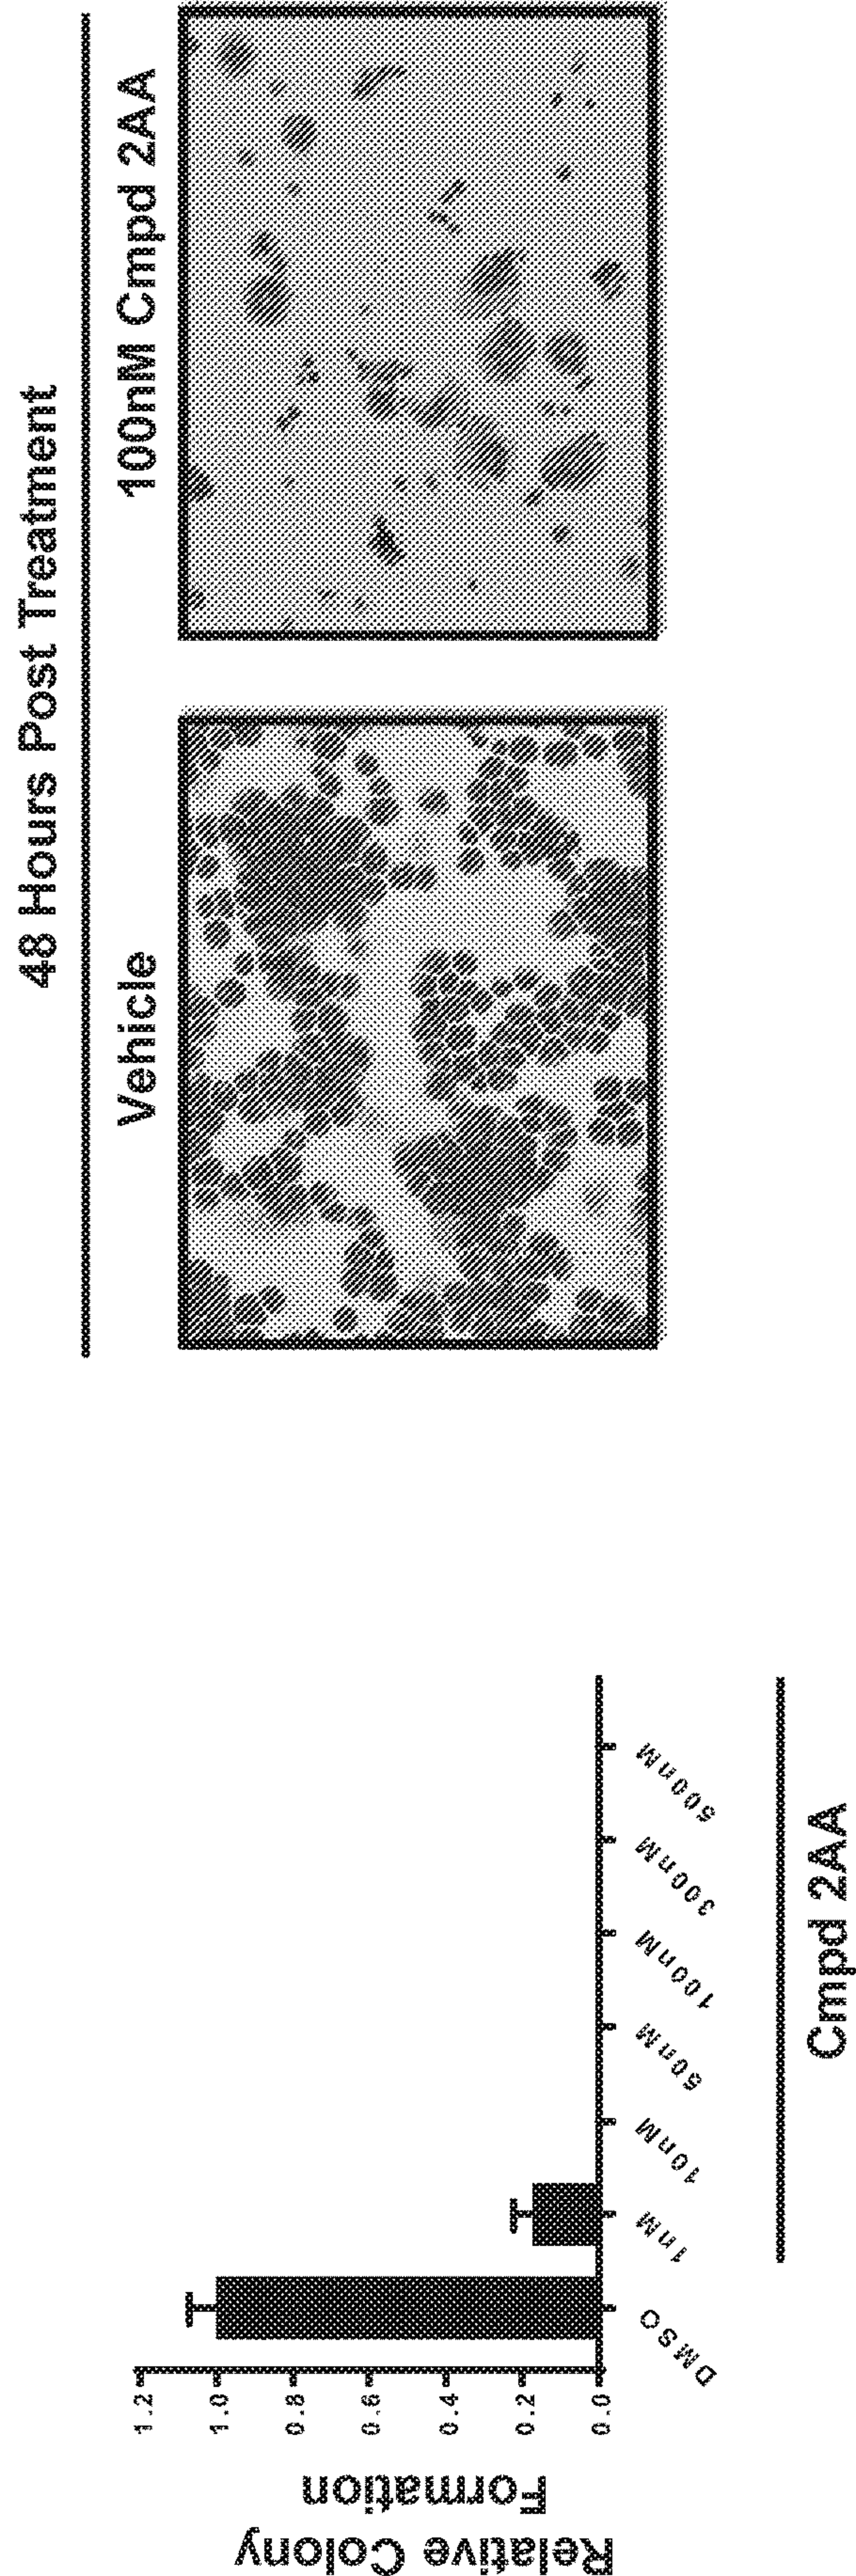 Relative Colony
Formation
1.2
1.0
0.8
0.6
0.4
0.2
0.0
DMSO
1nM
10nM
50nM
100nM
300nM
500nM
Cmpd 2AA
48 Hours Post Treatment
Vehicle
100nM Cmpd 2AA